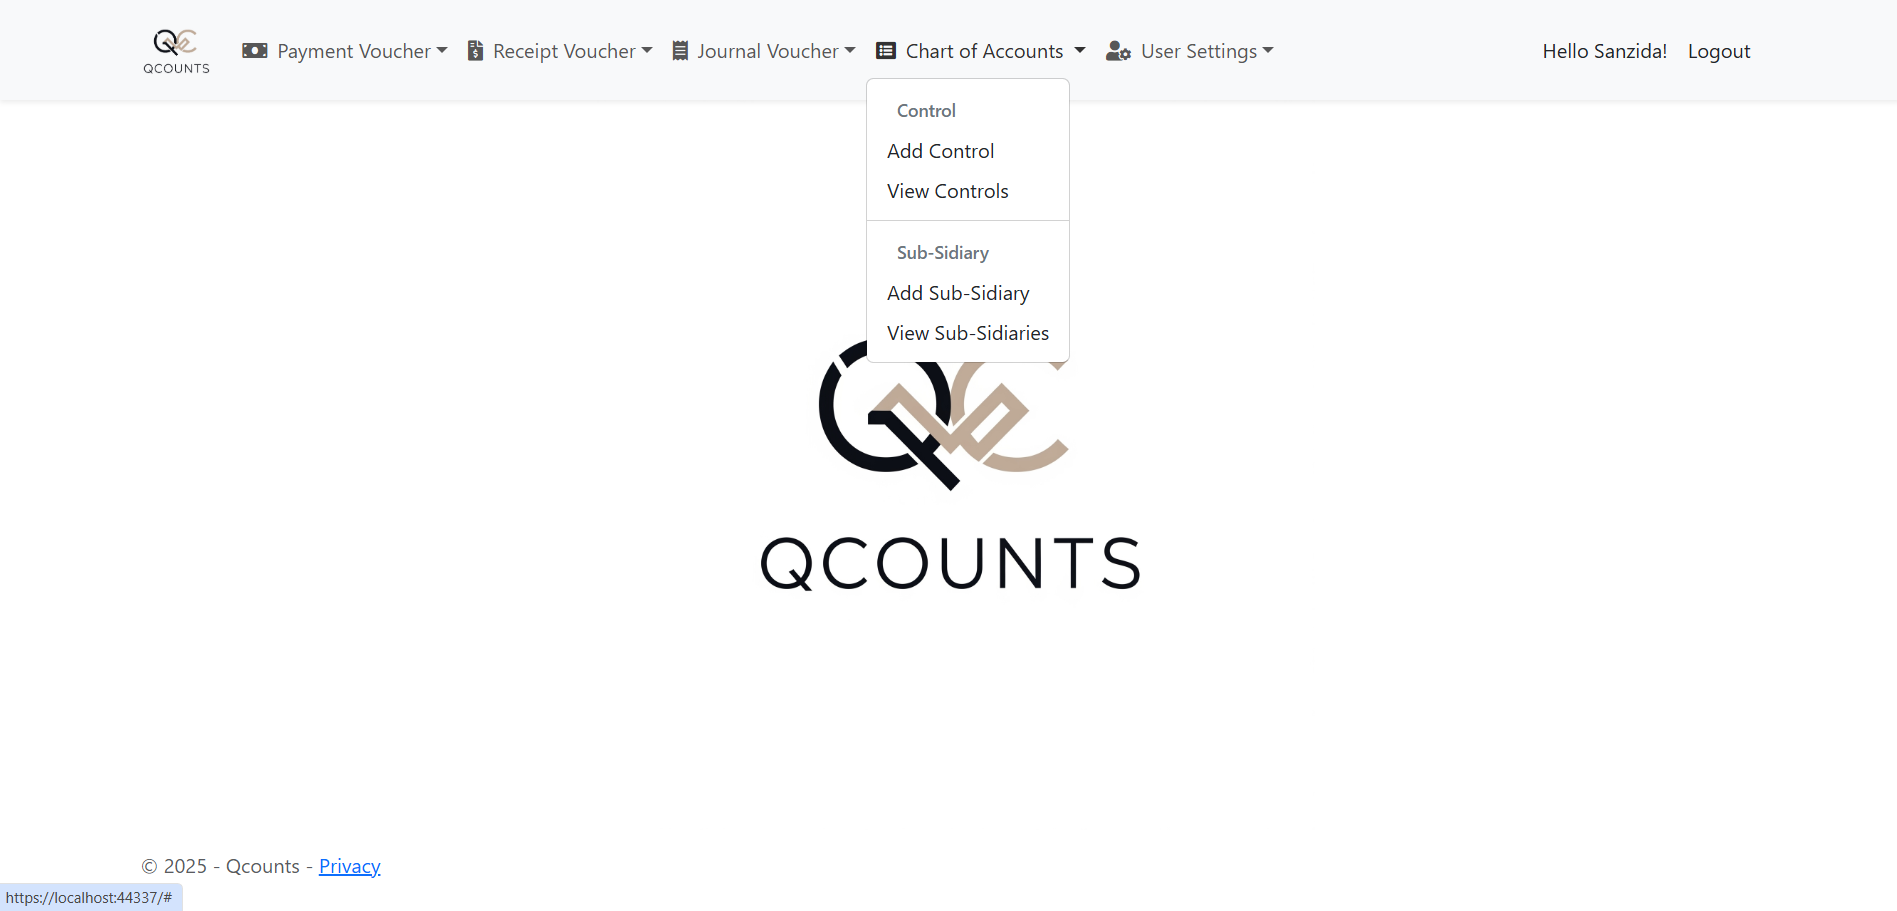 QCOUNTS
Payment Voucher
Receipt Voucher
Journal Voucher
Chart of Accounts
User Settings
Hello Sanzida!
Logout
Control
Add Control
View Controls
Sub-Sidiary
Add Sub-Sidiary
View Sub-Sidiaries
QC
QCOUNTS
© 2025 - Qcounts - Privacy
https://localhost:44337/#